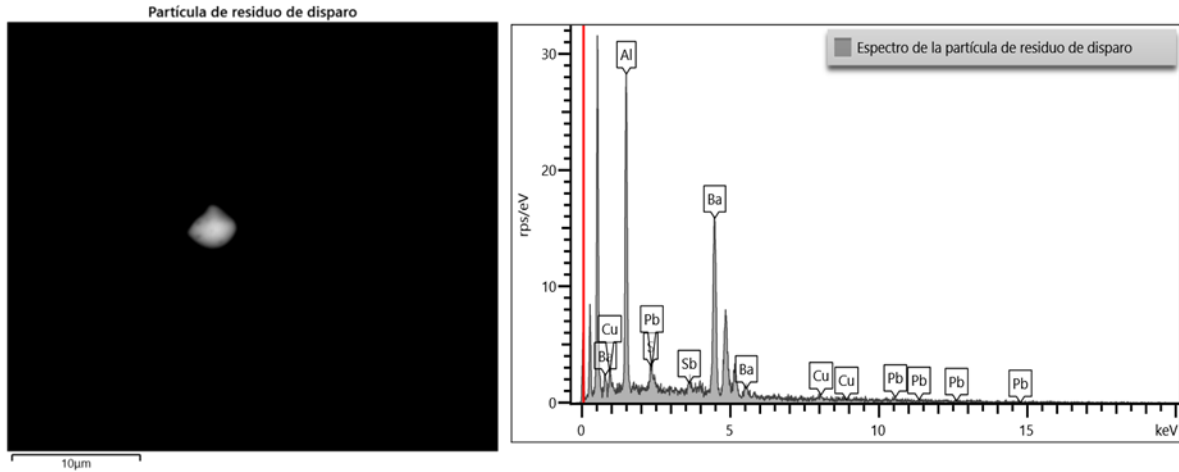 Partícula de residuo de disparo
10µm
Espectro de la partícula de residuo de disparo
rps/eV
30
20
10
0
Al
Ba
Pb
Cu
Ba
Sb
Ba
Cu
Cu
Pb
Pb
Pb
Pb
0
5
10
15
keV